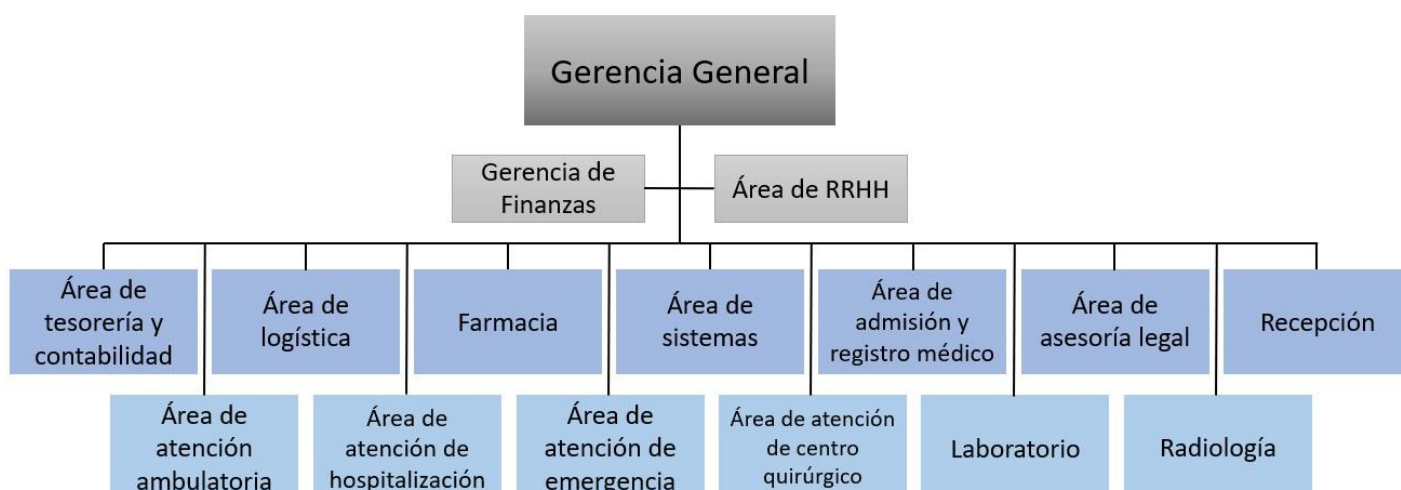 Gerencia General
Gerencia de
Finanzas
Área de RRHH
Área de
tesorería y
contabilidad
Área de
logística
Farmacia
Área de
sistemas
Área de
admisión y
registro médico
Área de
asesoría legal
Recepción
Área de
atención
ambulatoria
Área de
atención de
hospitalización
Área de
atención de
emergencia
Área de atención
de centro
quirúrgico
Laboratorio
Radiología